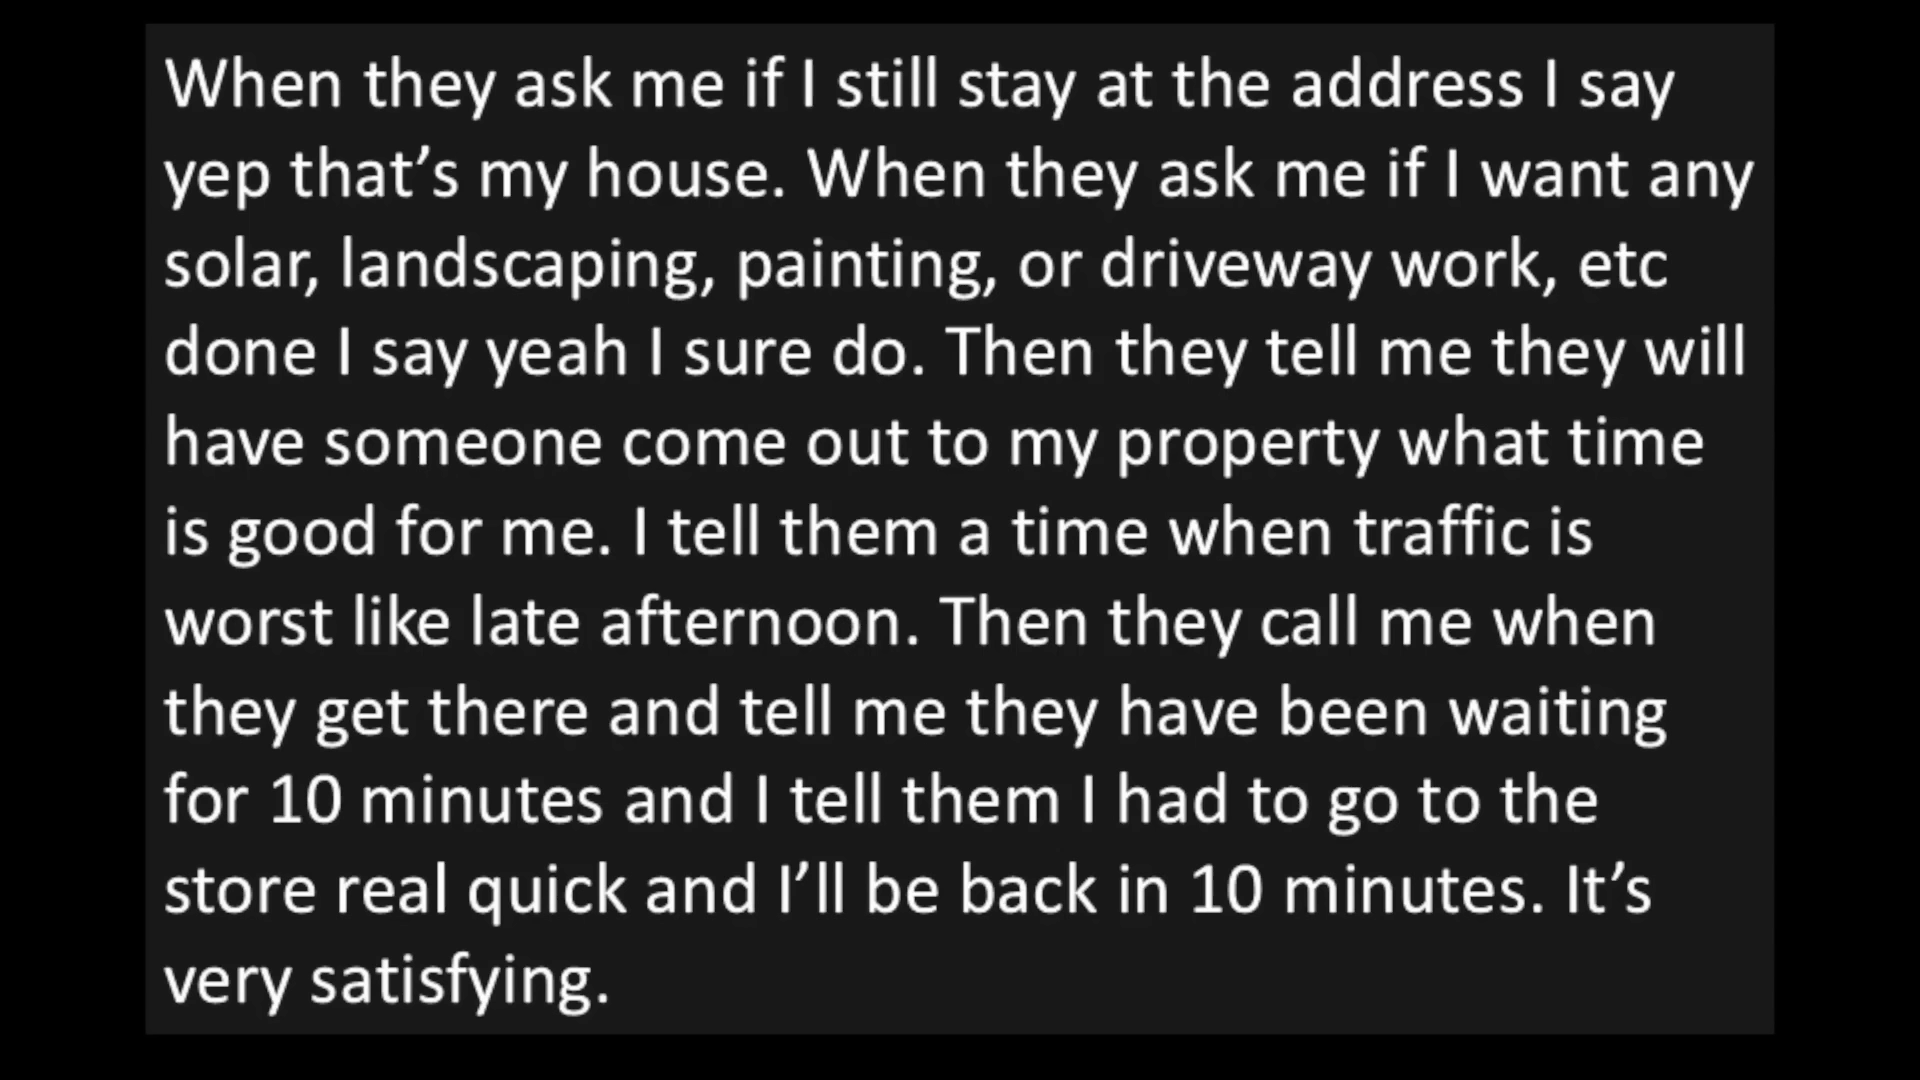 When they ask me if I still stay at the address I say
yep that’s my house. When they ask me if I want any
solar, landscaping, painting, or driveway work, etc
done I say yeah I sure do. Then they tell me they will
have someone come out to my property what time
is good for me. I tell them a time when traffic is
worst like late afternoon. Then they call me when
they get there and tell me they have been waiting
for 10 minutes and I tell them I had to go to the
store real quick and I’ll be back in 10 minutes. It’s
very satisfying.